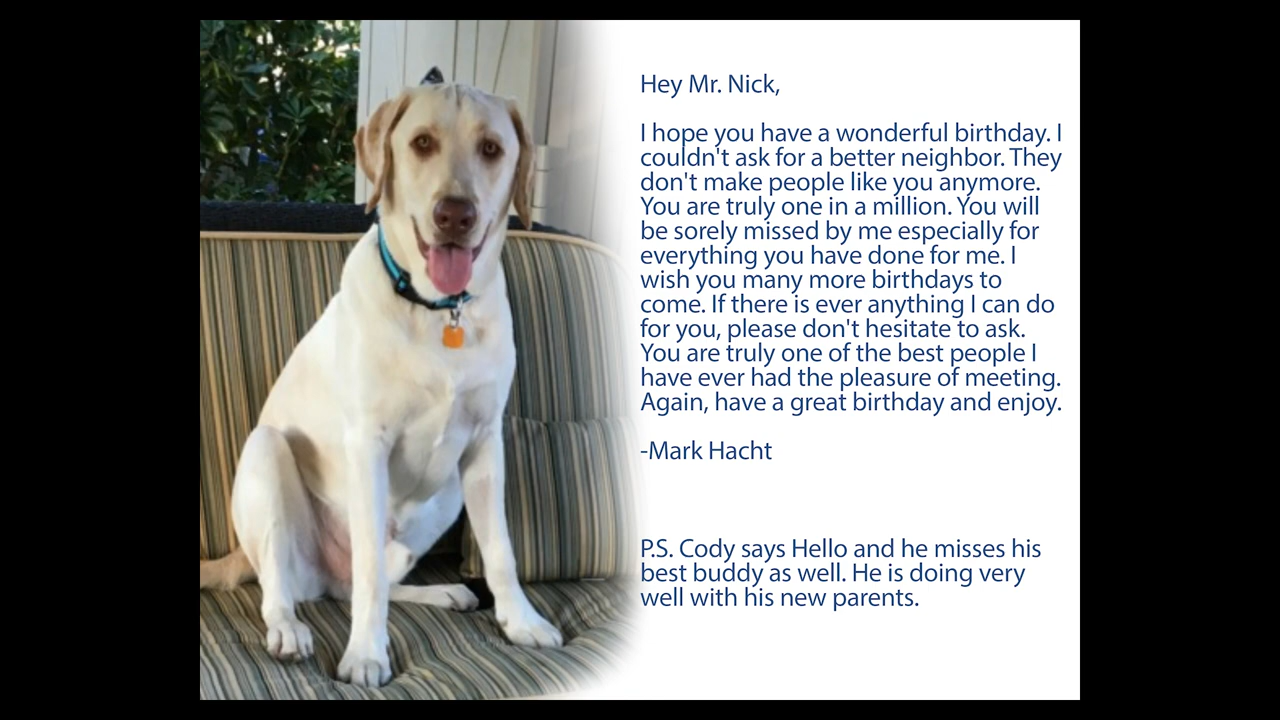 Hey Mr. Nick,
I hope you have a wonderful birthday. I
couldn't ask for a better neighbor. They
don't make people like you anymore.
You are truly one in a million. You will
be sorely missed by me especially for
everything you have done for me. I
wish you many more birthdays to
come. If there is ever anything I can do
for you, please don't hesitate to ask.
You are truly one of the best people I
have ever had the pleasure of meeting.
Again, have a great birthday and enjoy.
-Mark Hacht
P.S. Cody says Hello and he misses his
best buddy as well. He is doing very
well with his new parents.